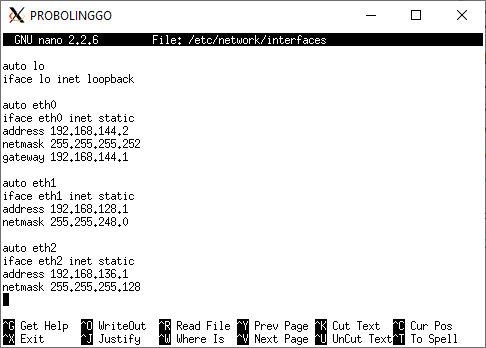 PROBOLINGGO
GNU nano 2.2.6 File: /etc/network/interfaces
auto lo
iface lo inet loopback
auto eth0
iface eth0 inet static
address 192.168.144.2
netmask 255.255.255.252
gateway 192.168.144.1
auto eth1
iface eth1 inet static
address 192.168.128.1
netmask 255.255.248.0
auto eth2
iface eth2 inet static
address 192.168.136.1
netmask 255.255.255.128
^G Get Help ^O WriteOut ^R Read File ^Y Prev Page ^K Cut Text ^C Cur Pos
^X Exit ^J Justify ^W Where Is ^V Next Page ^U UnCut Text ^T To Spell